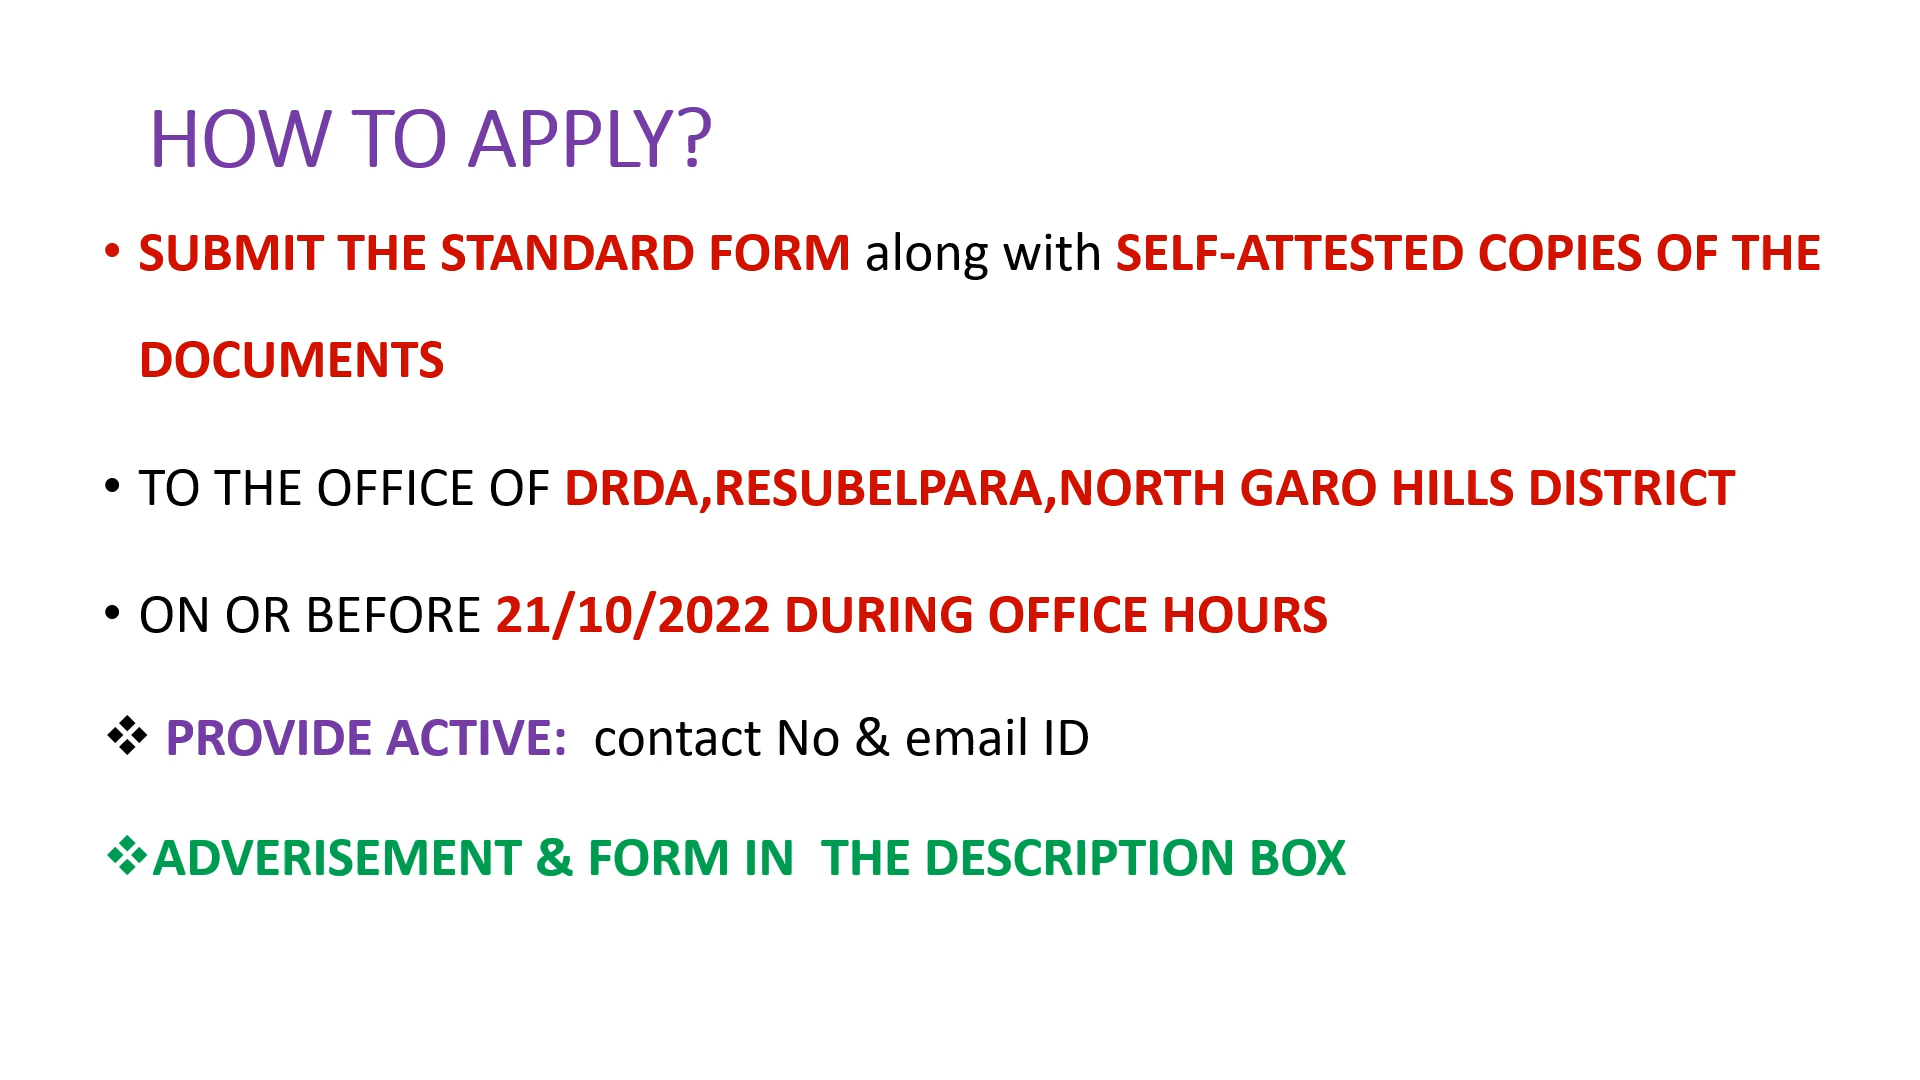 HOW TO APPLY?
• SUBMIT THE STANDARD FORM along with SELF-ATTESTED COPIES OF THE
DOCUMENTS
• TO THE OFFICE OF DRDA,RESUBELPARA,NORTH GARO HILLS DISTRICT
• ON OR BEFORE 21/10/2022 DURING OFFICE HOURS
❖ PROVIDE ACTIVE:  contact No & email ID
❖ADVERISEMENT & FORM IN  THE DESCRIPTION BOX